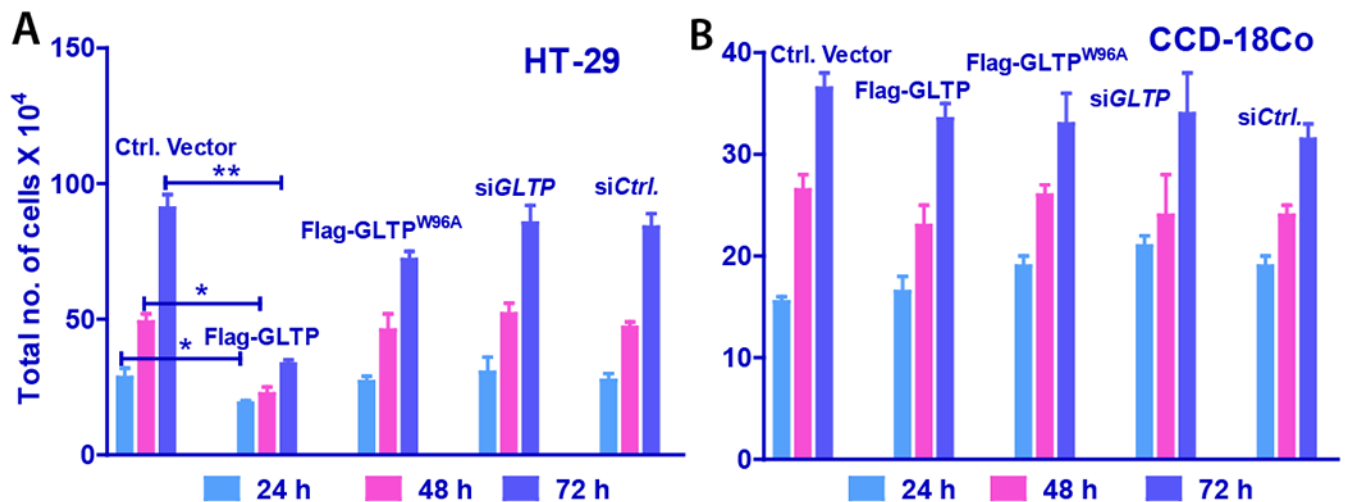 A
HT-29
Total no. of cells X 10⁴
150
100
50
0
Ctrl. Vector
**
*
*
Flag-GLTP
Flag-GLTPᵂ⁹⁶ᴬ
siGLTP
siCtrl.
24 h 48 h 72 h
B
CCD-18Co
40
30
20
10
0
Ctrl. Vector
Flag-GLTP
Flag-GLTPᵂ⁹⁶ᴬ
siGLTP
siCtrl.
24 h 48 h 72 h